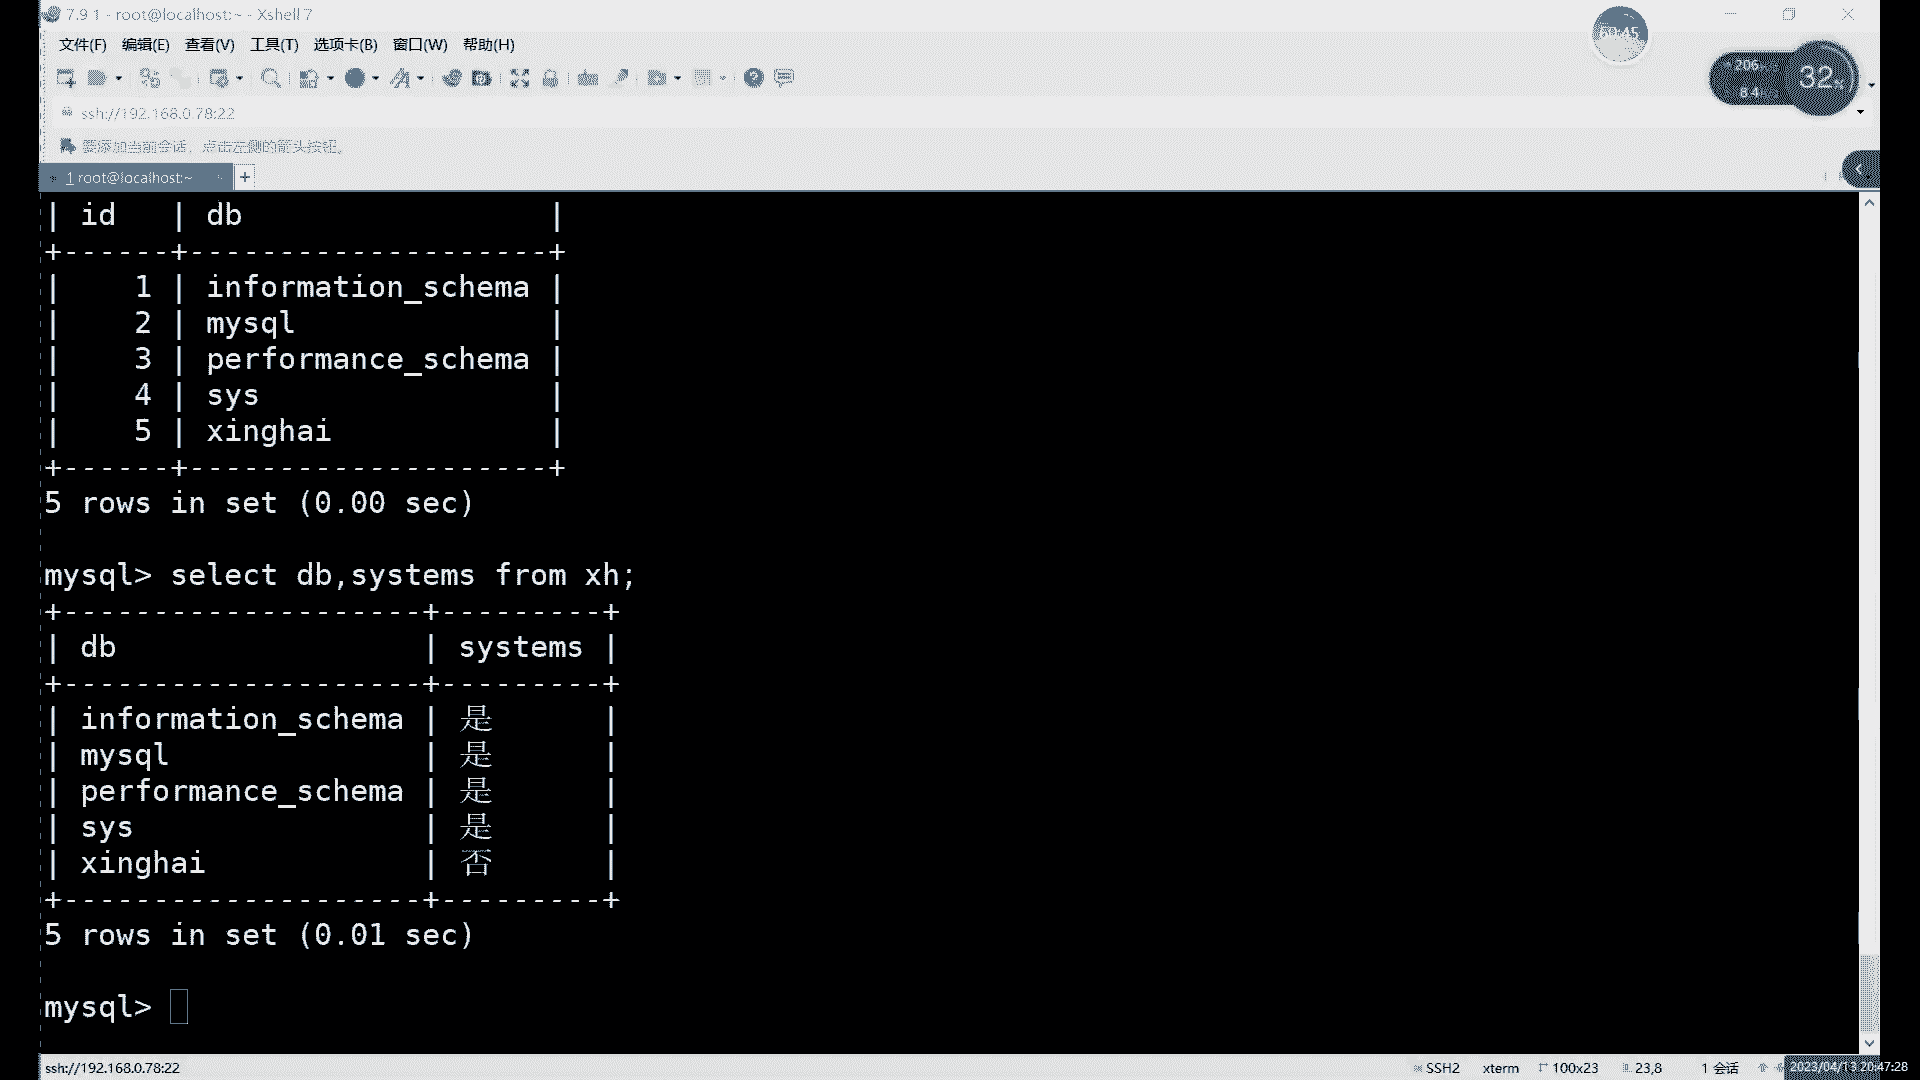 7.9 1 - root@localhost:~ - Xshell 7
文件(F) 编辑(E) 查看(V) 工具(T) 选项卡(B) 窗口(W) 帮助(H)
206
32%
8.4
ssh://192.168.0.78:22
要添加当前会话，点击左侧的箭头按钮。
1 root@localhost:~ +
| id   | db                 |
+------+--------------------+
|    1 | information_schema |
|    2 | mysql              |
|    3 | performance_schema |
|    4 | sys                |
|    5 | xinghai            |
+------+--------------------+
5 rows in set (0.00 sec)
mysql> select db,systems from xh;
+--------------------+---------+
| db                 | systems |
+--------------------+---------+
| information_schema | 是      |
| mysql              | 是      |
| performance_schema | 是      |
| sys                | 是      |
| xinghai            | 否      |
+--------------------+---------+
5 rows in set (0.01 sec)
mysql>
ssh://192.168.0.78:22 SSH2 xterm 100x23 23,8 1 会话 2023/04/13 20:47:28